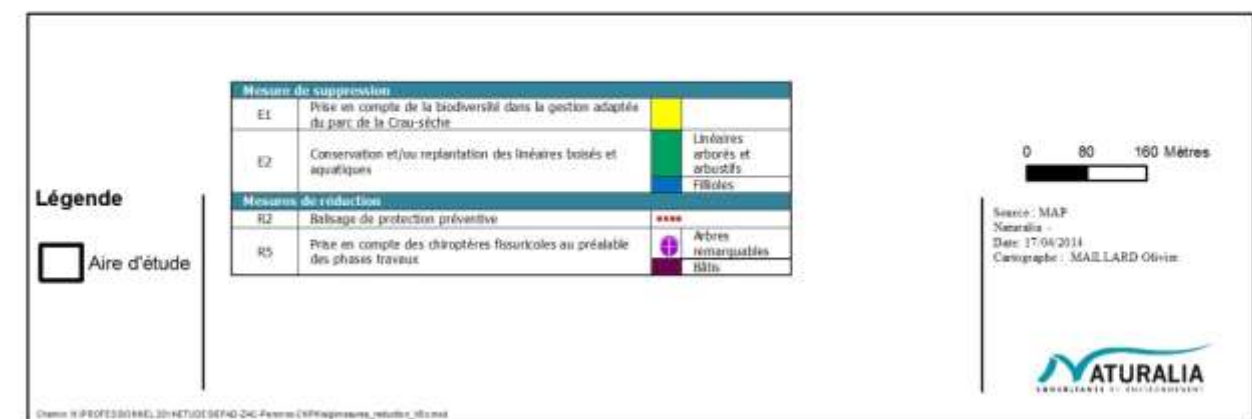 Mesure de suppression
E1 Prise en compte de la biodiversité dans la gestion adaptée
du parc de la Crau-sèche
E2 Conservation et/ou replantation des linéaires boisés et
aquatiques
Linéaires
arborés et
arbustifs
Fillioles
Mesures de réduction
R2 Balisage de protection préventive
R5 Prise en compte des chiroptères fissuricoles au préalable
des phases travaux
Arbres
remarquables
Bâtis
Légende
Aire d'étude
0 80 160 Mètres
Source : MAP
Naturalia -
Date: 17/04/2014
Cartographe : MAILLARD Olivier
NATURALIA